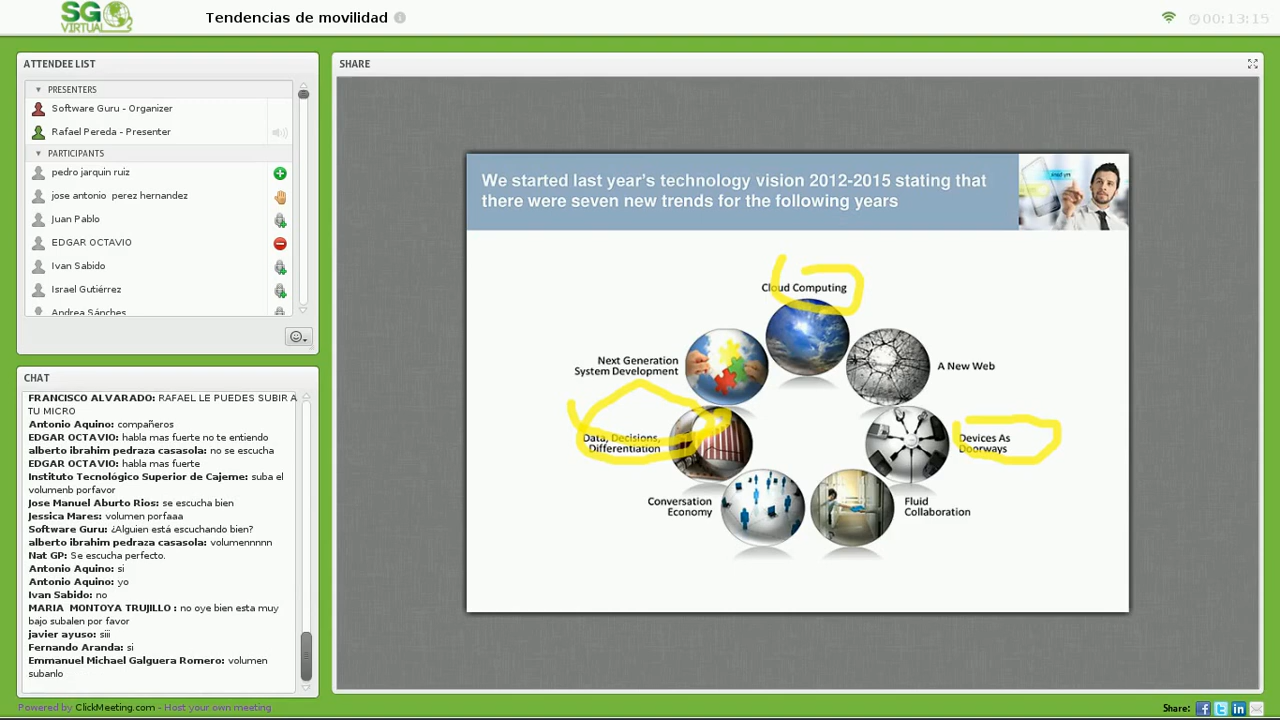 SG
VIRTUAL
Tendencias de movilidad
00:13:15
ATTENDEE LIST
PRESENTERS
Software Guru - Organizer
Rafael Pereda - Presenter
PARTICIPANTS
pedro jarquin ruiz
jose antonio perez hernandez
Juan Pablo
EDGAR OCTAVIO
Ivan Sabido
Israel Gutiérrez
Andrea Sánchez
CHAT
FRANCISCO ALVARADO: RAFAEL LE PUEDES SUBIR A
TU MICRO
Antonio Aquino: compañeros
EDGAR OCTAVIO: habla mas fuerte no te entiendo
alberto ibrahim pedraza casasola: no se escucha
EDGAR OCTAVIO: habla mas fuerte
Instituto Tecnológico Superior de Cajeme: suba el
volumenb porfavor
Jose Manuel Aburto Rios: se escucha bien
Jessica Mares: volumen porfaaa
Software Guru: ¿Alguien está escuchando bien?
alberto ibrahim pedraza casasola: volumennnnn
Nat GP: Se escucha perfecto.
Antonio Aquino: si
Antonio Aquino: yo
Ivan Sabido: no
MARIA MONTOYA TRUJILLO : no oye bien esta muy
bajo subalen por favor
javier ayuso: siii
Fernando Aranda: si
Emmanuel Michael Galguera Romero: volumen
subanlo
Powered by ClickMeeting.com - Host your own meeting
SHARE
We started last year's technology vision 2012-2015 stating that
there were seven new trends for the following years
Cloud Computing
Next Generation
System Development
A New Web
Data, Decisions,
Differentiation
Devices As
Doorways
Conversation
Economy
Fluid
Collaboration
Share: